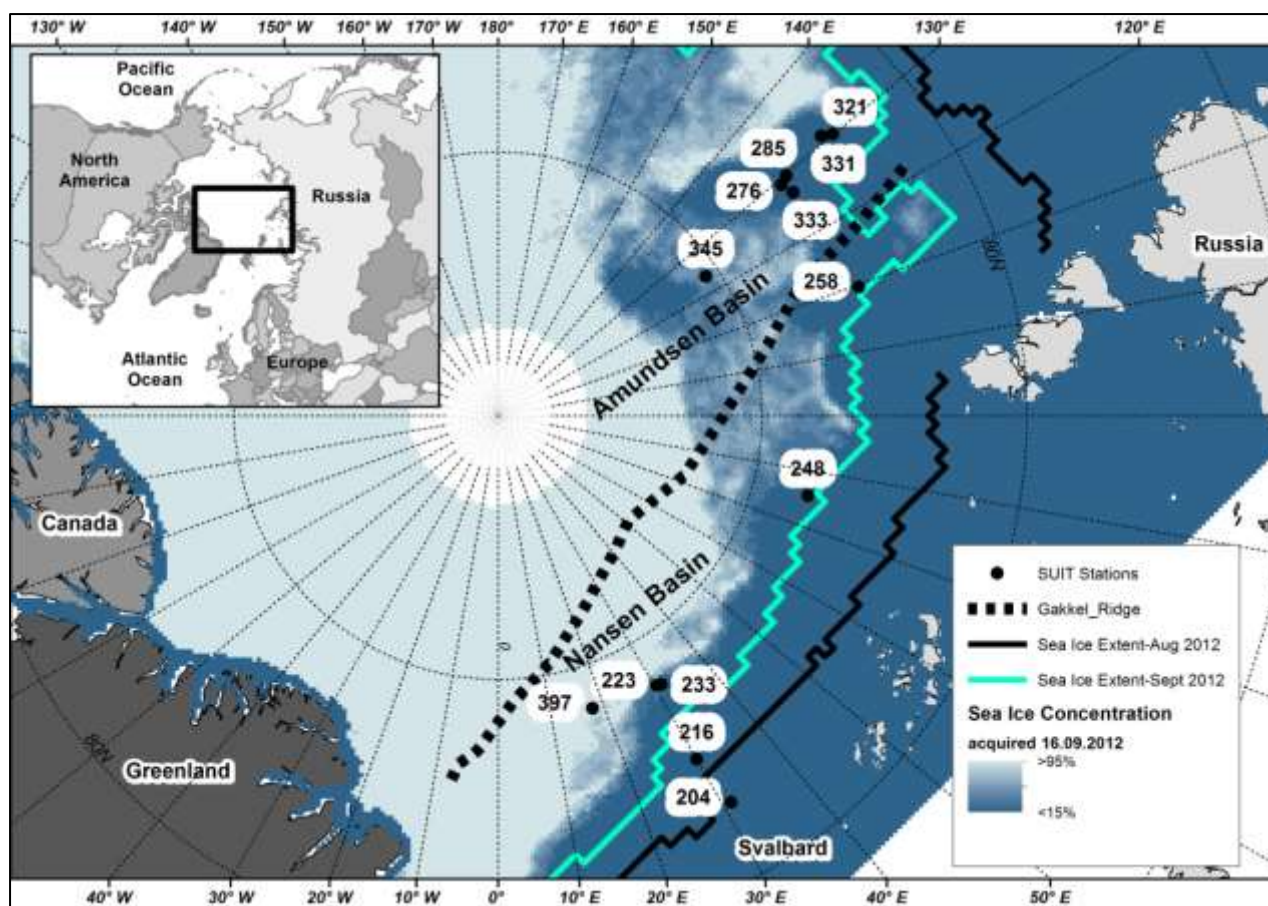 130° W 140° W 150° W 160° W 170° W 180° 170° E 160° E 150° E 140° E 130° E 120° E
Pacific
Ocean
North
America
Russia
Atlantic
Ocean
Europe
321
285
331
276
333
345
258
Russia
80N
Amundsen Basin
248
Canada
Nansen Basin
223
233
397
216
204
80N
Greenland
Svalbard
SUIT Stations
Gakkel_Ridge
Sea Ice Extent-Aug 2012
Sea Ice Extent-Sept 2012
Sea Ice Concentration
acquired 16.09.2012
>95%
<15%
40° W 30° W 20° W 10° W 0° 10°E 20° E 30° E 40° E 50° E